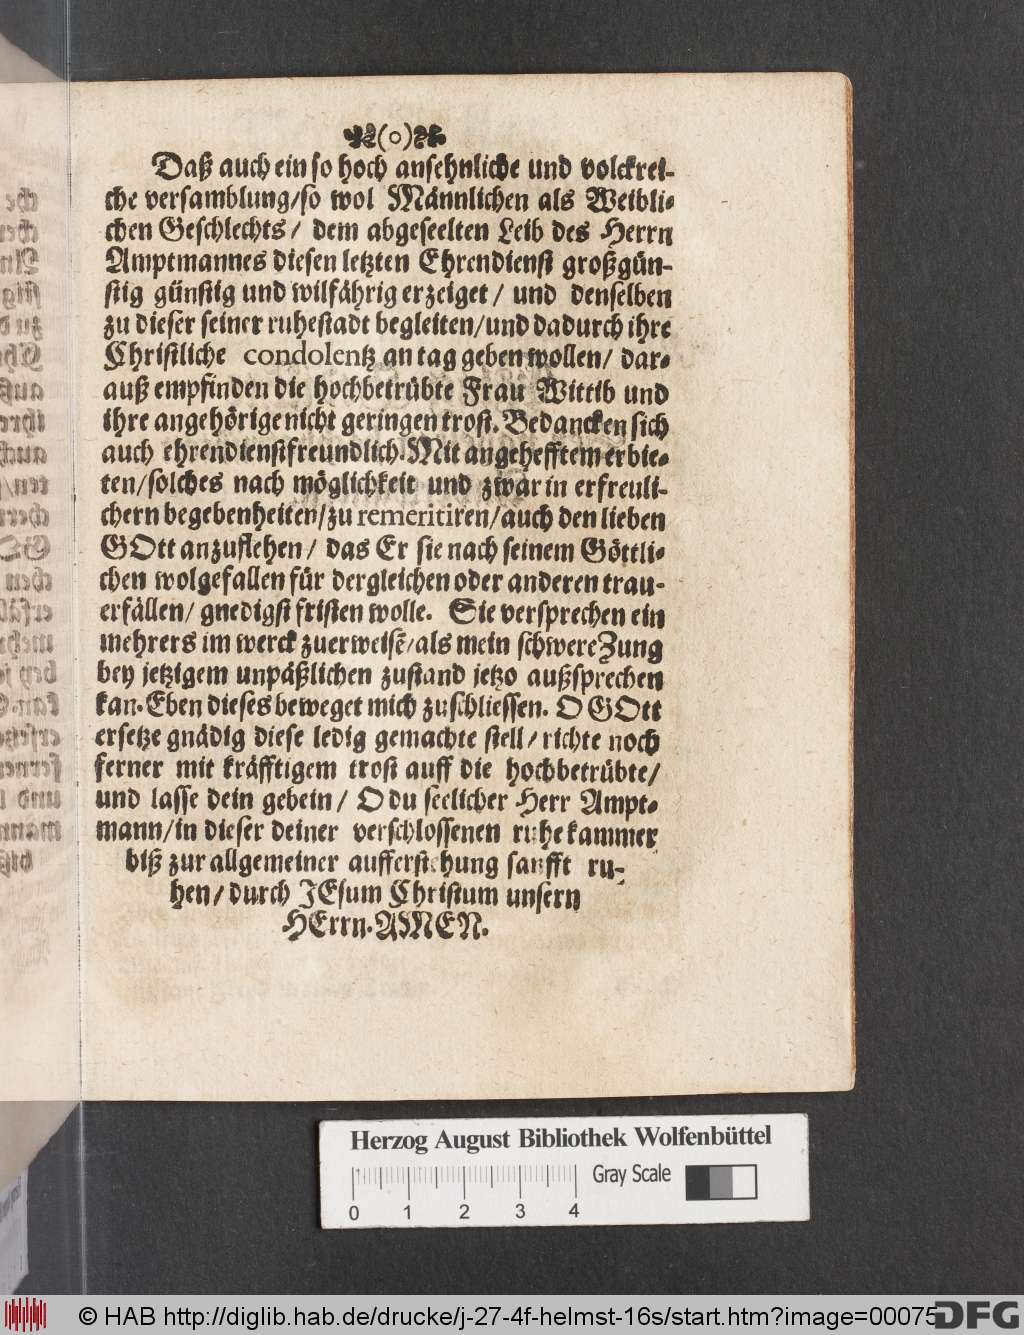 (o)
Daß auch ein so hoch ansehnliche und volckrei-
che versamblung/so wol Männlichen als Weibli-
chen Geschlechts/ dem abgeseelten Leib des Herrn
Amptmannes diesen letzten Ehrendienst großgün-
stig günstig und wilfährig erzeiget/ und denselben
zu dieser seiner ruhestadt begleiten/und dadurch ihre
Christliche condolentz an tag geben wollen/ dar-
auß empfinden die hochbetrübte Frau Wittib und
ihre angehörige nicht geringen trost. Bedancken sich
auch ehrendienstfreundlich. Mit angehefftem erbie-
ten/solches nach möglichkeit und zwar in erfreuli-
chern begebenheiten/zu remeritiren/auch den lieben
GOtt anzuflehen/ das Er sie nach seinem Göttli-
chen wolgefallen für dergleichen oder anderen trau-
erfällen/ gnedigst fristen wolle. Sie versprechen ein
mehrers im werck zuerweisē/als mein schwere Zung
bey jetzigem unpäßlichen zustand jetzo außsprechen
kan. Eben dieses beweget mich zuschliessen. O GOtt
ersetze gnädig diese ledig gemachte stell/ richte noch
ferner mit kräfftigem trost auff die hochbetrübte/
und lasse dein gebein/ O du seelicher Herr Ampt-
mann/in dieser deiner verschlossenen ruhekammer
biß zur allgemeiner aufferstehung sanfft ru-
hen/ durch JEsum Christum unsern
HErrn. AMEN.
Herzog August Bibliothek Wolfenbüttel
Gray Scale
0 1 2 3 4
© HAB http://diglib.hab.de/drucke/j-27-4f-helmst-16s/start.htm?image=00075
DFG